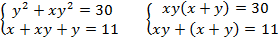 {y² + xy² = 30    {xy(x + y) = 30
{x + xy + y = 11    {xy + (x + y) = 11